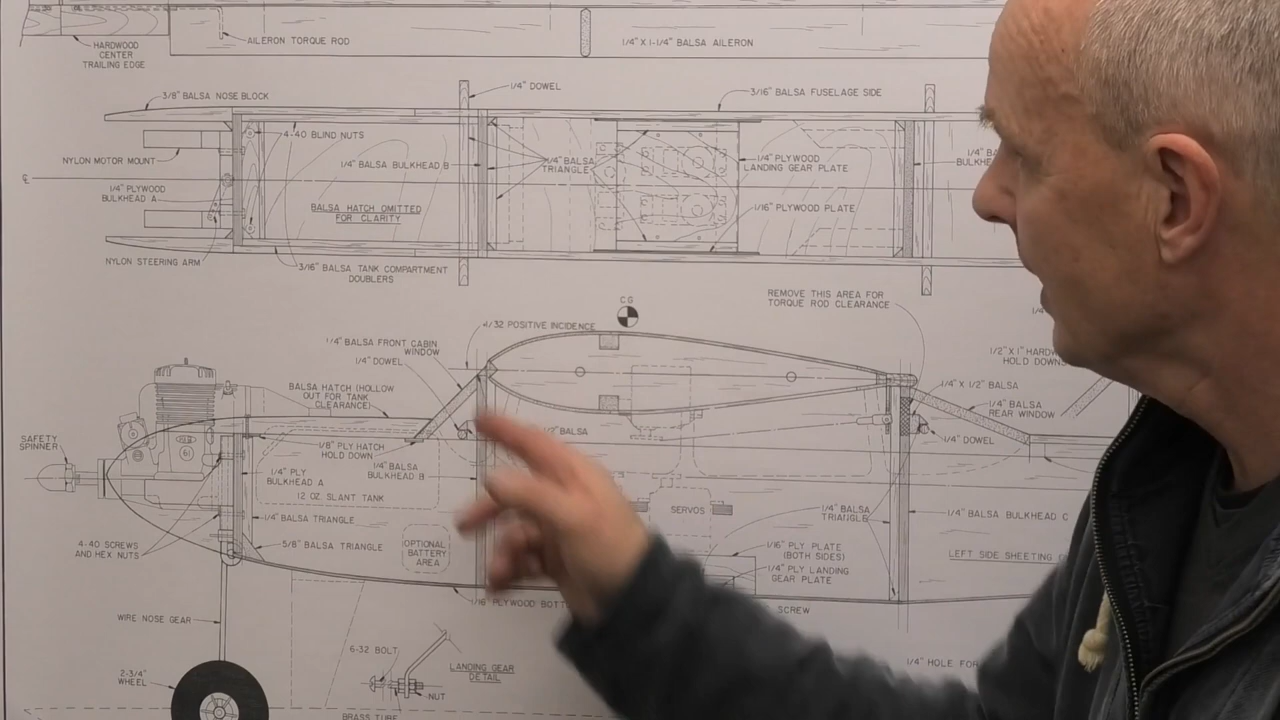 HARDWOOD
CENTER
TRAILING EDGE
AILERON TORQUE ROD
1/4" X 1-1/4" BALSA AILERON
3/8" BALSA NOSE BLOCK
1/4" DOWEL
3/16" BALSA FUSELAGE SIDE
4-40 BLIND NUTS
NYLON MOTOR MOUNT
1/4" BALSA BULKHEAD B
1/4" BALSA
TRIANGLE
1/4" PLYWOOD
LANDING GEAR PLATE
1/4" PLYWOOD
BULKHEAD A
BALSA HATCH OMITTED
FOR CLARITY
1/16" PLYWOOD PLATE
NYLON STEERING ARM
3/16" BALSA TANK COMPARTMENT
DOUBLERS
REMOVE THIS AREA FOR
TORQUE ROD CLEARANCE
CG
4/32 POSITIVE INCIDENCE
1/4" BALSA FRONT CABIN
WINDOW
1/4" DOWEL
1/2" X 1" HARDW
HOLD DOWNS
BALSA HATCH (HOLLOW
OUT FOR TANK
CLEARANCE)
1/4" X 1/2" BALSA
1/4" BALSA
REAR WINDOW
SAFETY
SPINNER
1/2" BALSA
1/4" DOWEL
1/8" PLY HATCH
HOLD DOWN
1/4" PLY
BULKHEAD A
1/4" BALSA
BULKHEAD B
12 OZ SLANT TANK
SERVOS
1/4" BALSA
TRIANGLE
1/4" BALSA BULKHEAD C
1/4" BALSA TRIANGLE
5/8" BALSA TRIANGLE
OPTIONAL
BATTERY
AREA
4-40 SCREWS
AND HEX NUTS
1/16" PLY PLATE
(BOTH SIDES)
1/4" PLY LANDING
GEAR PLATE
LEFT SIDE SHEETING
1/16" PLYWOOD BOTT
SCREW
WIRE NOSE GEAR
6-32 BOLT
LANDING GEAR
DETAIL
1/4" HOLE FOR
2-3/4"
WHEEL
NUT
BRASS TUBE